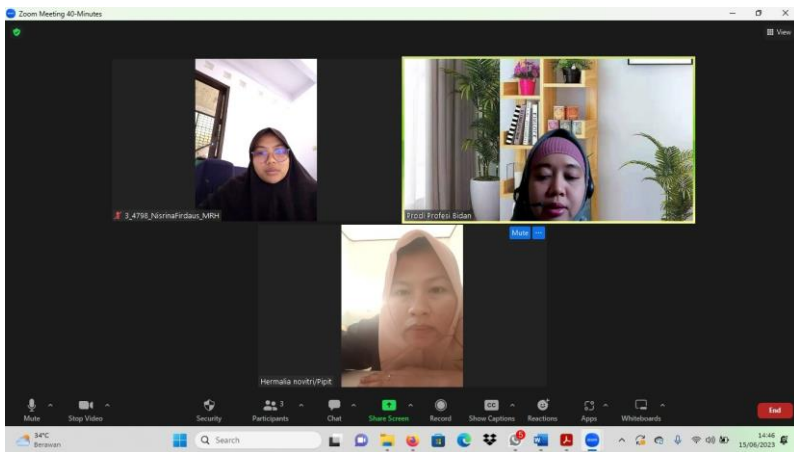 Zoom Meeting 40-Minutes
View
3_4798_NisrinaFirdaus_MRH
Prodi Profesi Bidan
Mute
Hermalia novitri/Pipit
3
CC
Mute
Stop Video
Security
Participants
Chat
Share Screen
Record
Show Captions
Reactions
Apps
Whiteboards
End
34°C
Berawan
Search
14:46
15/06/2023